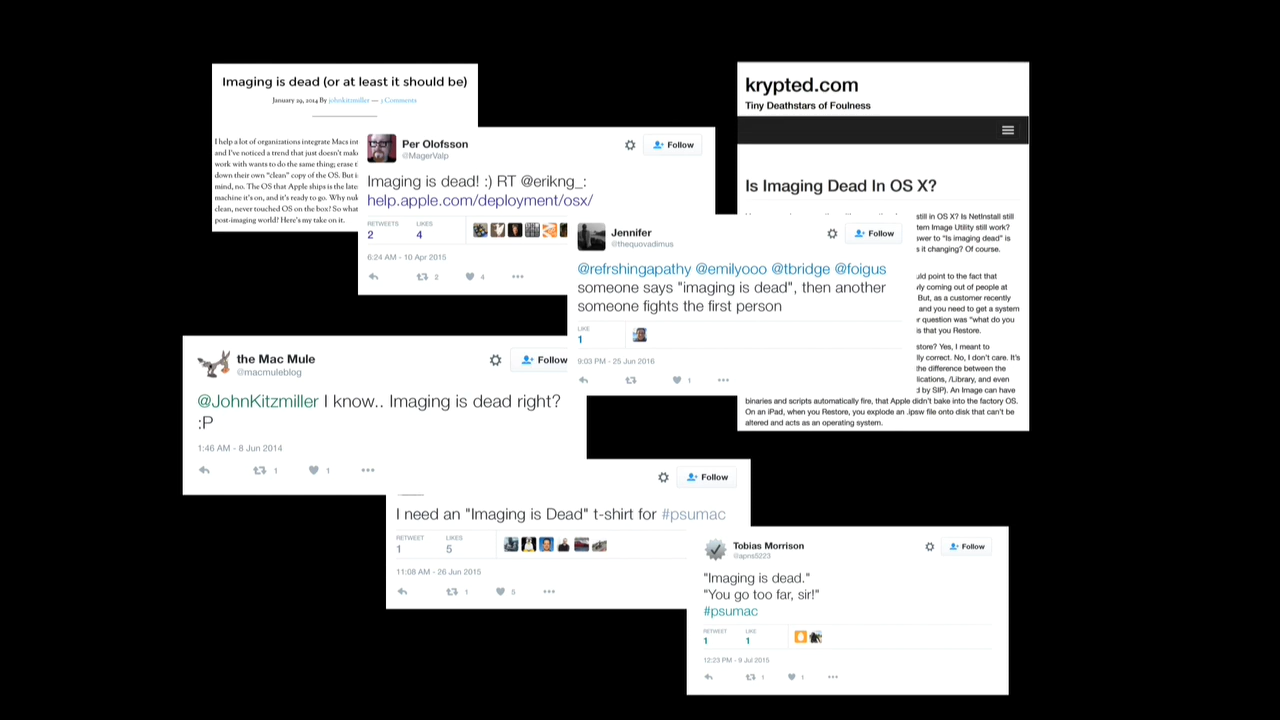 Imaging is dead (or at least it should be)
January 29, 2014 By johnkitzmiller — 3 Comments
I help a lot of organizations integrate Macs int
and I've noticed a trend that just doesn't make
work with wants to do the same thing; erase t
down their own "clean" copy of the OS. But i
mind, no. The OS that Apple ships is the late
machine it's on, and it's ready to go. Why nuk
clean, never touched OS on the box? So what
post-imaging world? Here's my take on it.
Per Olofsson
@MagerValp
Follow
Imaging is dead! :) RT @erikng_:
help.apple.com/deployment/osx/
RETWEETS LIKES
2 4
6:24 AM - 10 Apr 2015
2 4
krypted.com
Tiny Deathstars of Foulness
Is Imaging Dead In OS X?
still in OS X? Is NetInstall still
tem Image Utility still work?
wer to "Is imaging dead" is
s it changing? Of course.
uld point to the fact that
ly coming out of people at
But, as a customer recently
and you need to get a system
r question was "what do you
is that you Restore.
store? Yes, I meant to
lly correct. No, I don't care. It's
the difference between the
lications, /Library, and even
d by SIP). An Image can have
binaries and scripts automatically fire, that Apple didn't bake into the factory OS.
On an iPad, when you Restore, you explode an .ipsw file onto disk that can't be
altered and acts as an operating system.
Jennifer
@thequovadimus
Follow
@refrshingapathy @emilyooo @tbridge @foigus
someone says "imaging is dead", then another
someone fights the first person
LIKE
1
9:03 PM - 25 Jun 2016
1
the Mac Mule
@macmuleblog
Follow
@JohnKitzmiller I know.. Imaging is dead right?
:P
1:46 AM - 8 Jun 2014
1 1
Follow
I need an "Imaging is Dead" t-shirt for #psumac
RETWEET LIKES
1 5
11:08 AM - 26 Jun 2015
1 5
Tobias Morrison
@apns5223
Follow
"Imaging is dead."
"You go too far, sir!"
#psumac
RETWEET LIKE
1 1
12:23 PM - 9 Jul 2015
1 1